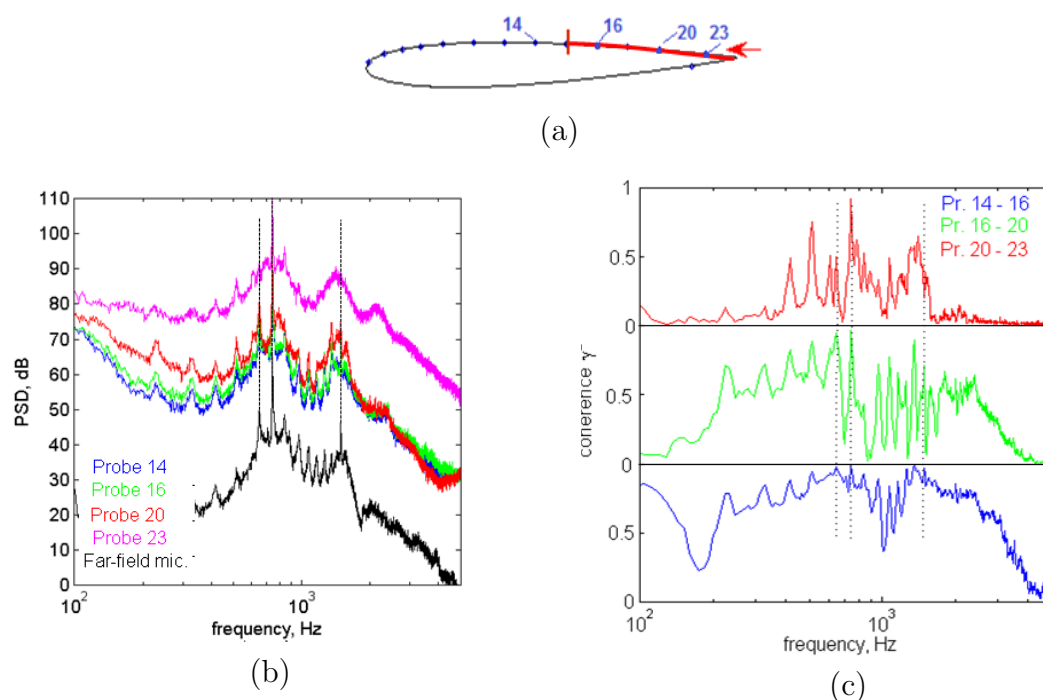 14 16 20 23
(a)
110
100
90
80
70
60
50
40
30
20
10
0
PSD, dB
Probe 14
Probe 16
Probe 20
Probe 23
Far-field mic.
10² 10³
frequency, Hz
(b)
1
0.5
0
0.5
0
0.5
0
coherence γ
Pr. 14 - 16
Pr. 16 - 20
Pr. 20 - 23
10² 10³
frequency, Hz
(c)